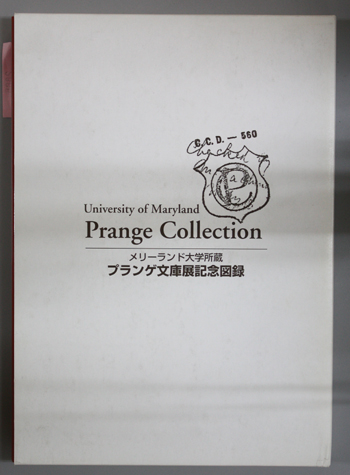 C.C.D. — 560
University of Maryland
Prange Collection
メリーランド大学所蔵
プランゲ文庫展記念図録